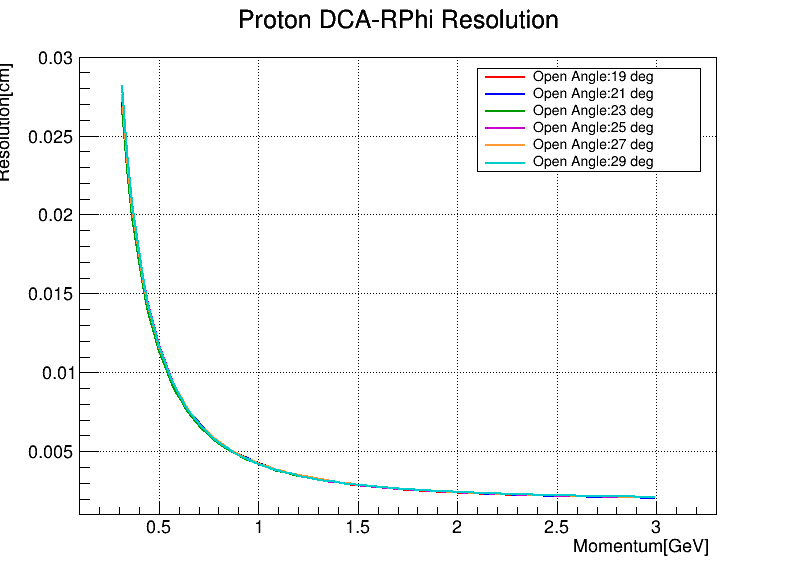 Proton DCA-RPhi Resolution
Resolution[cm]
0.03
0.025
0.02
0.015
0.01
0.005
Open Angle:19 deg
Open Angle:21 deg
Open Angle:23 deg
Open Angle:25 deg
Open Angle:27 deg
Open Angle:29 deg
0.5 1 1.5 2 2.5 3
Momentum[GeV]